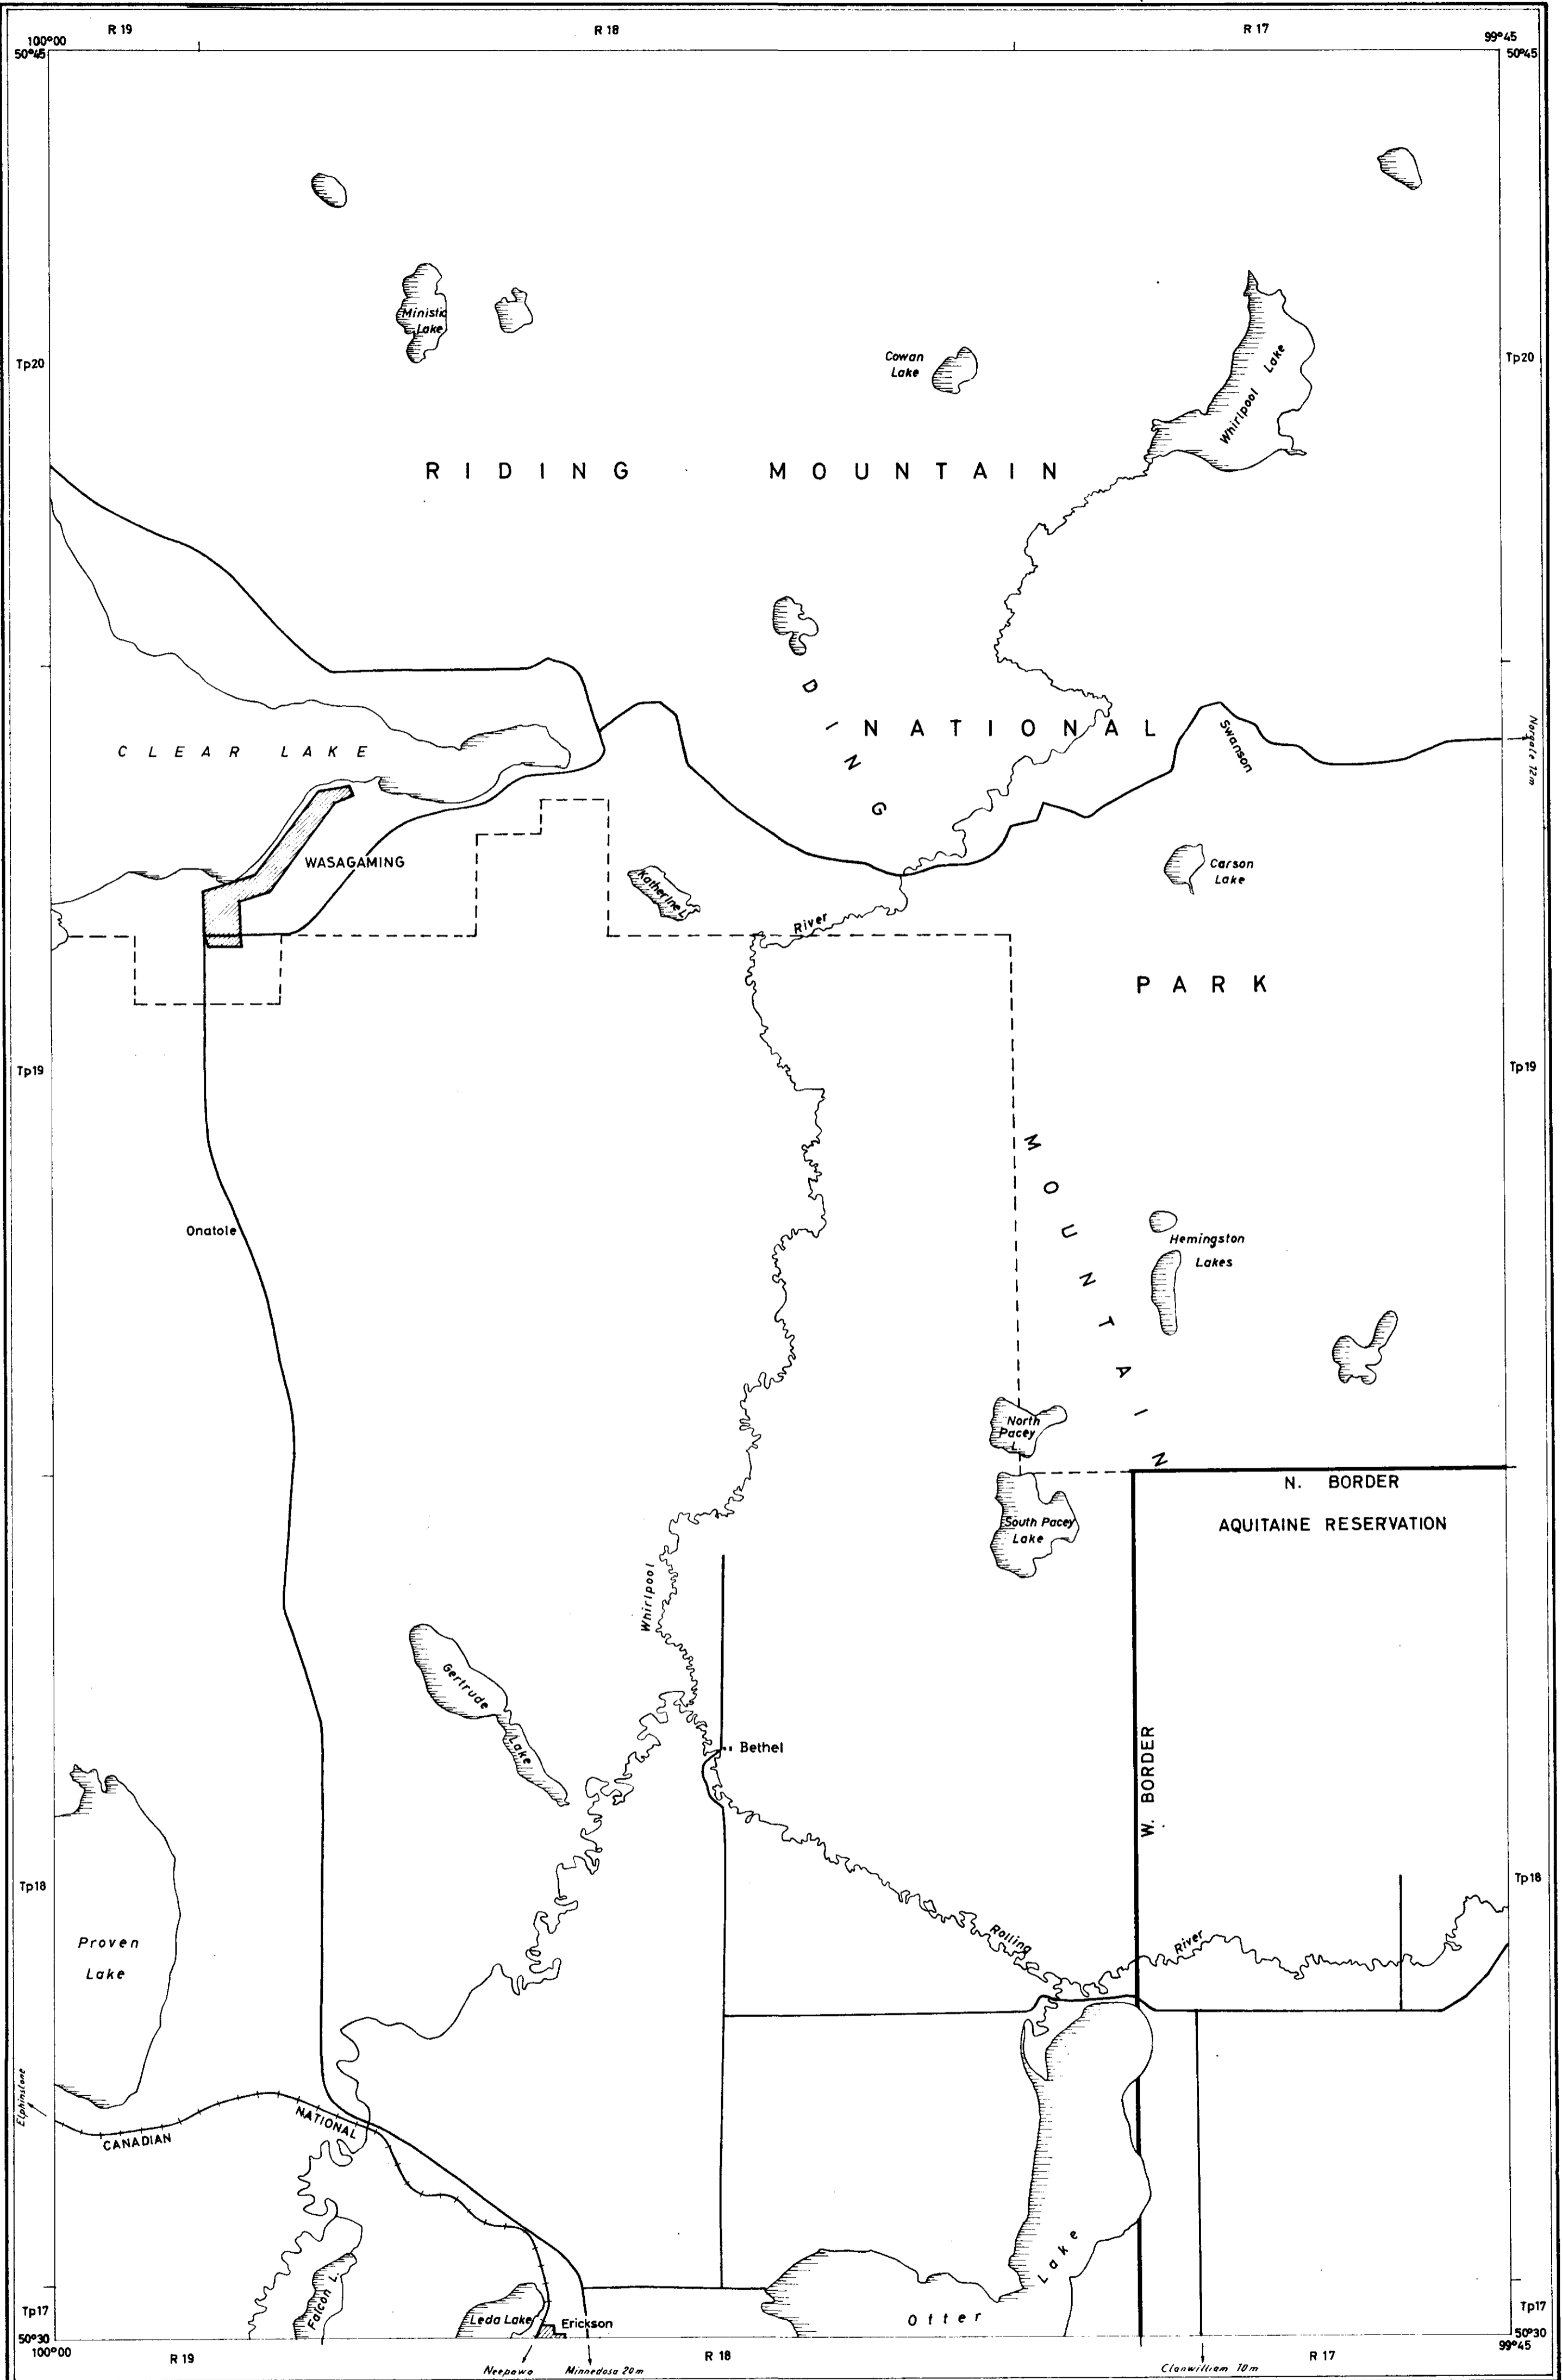 R 19
R 18
R 17
100°00
50°45
99°45
50°45
Ministic
Lake
Cowan
Lake
Whirlpool Lake
Tp20
Tp20
RIDING MOUNTAIN
NATIONAL
PARK
DING
CLEAR LAKE
Swanson
Norgate 12m
WASAGAMING
Katherine L.
Carson
Lake
River
Tp19
Tp19
MOUNTAIN
Onatole
Hemingston
Lakes
North
Pacey
L.
South Pacey
Lake
N. BORDER
AQUITAINE RESERVATION
Whirlpool
Gertrude
Lake
Bethel
W. BORDER
Tp18
Tp18
Proven
Lake
Rolling
River
Elphinstone
CANADIAN
NATIONAL
Falcon L.
Leda Lake
Erickson
Otter
Lake
Tp17
Tp17
50°30
100°00
50°30
99°45
R 19
R 18
R 17
Neepawa
Minnedosa 20m
Clanwilliam 10m